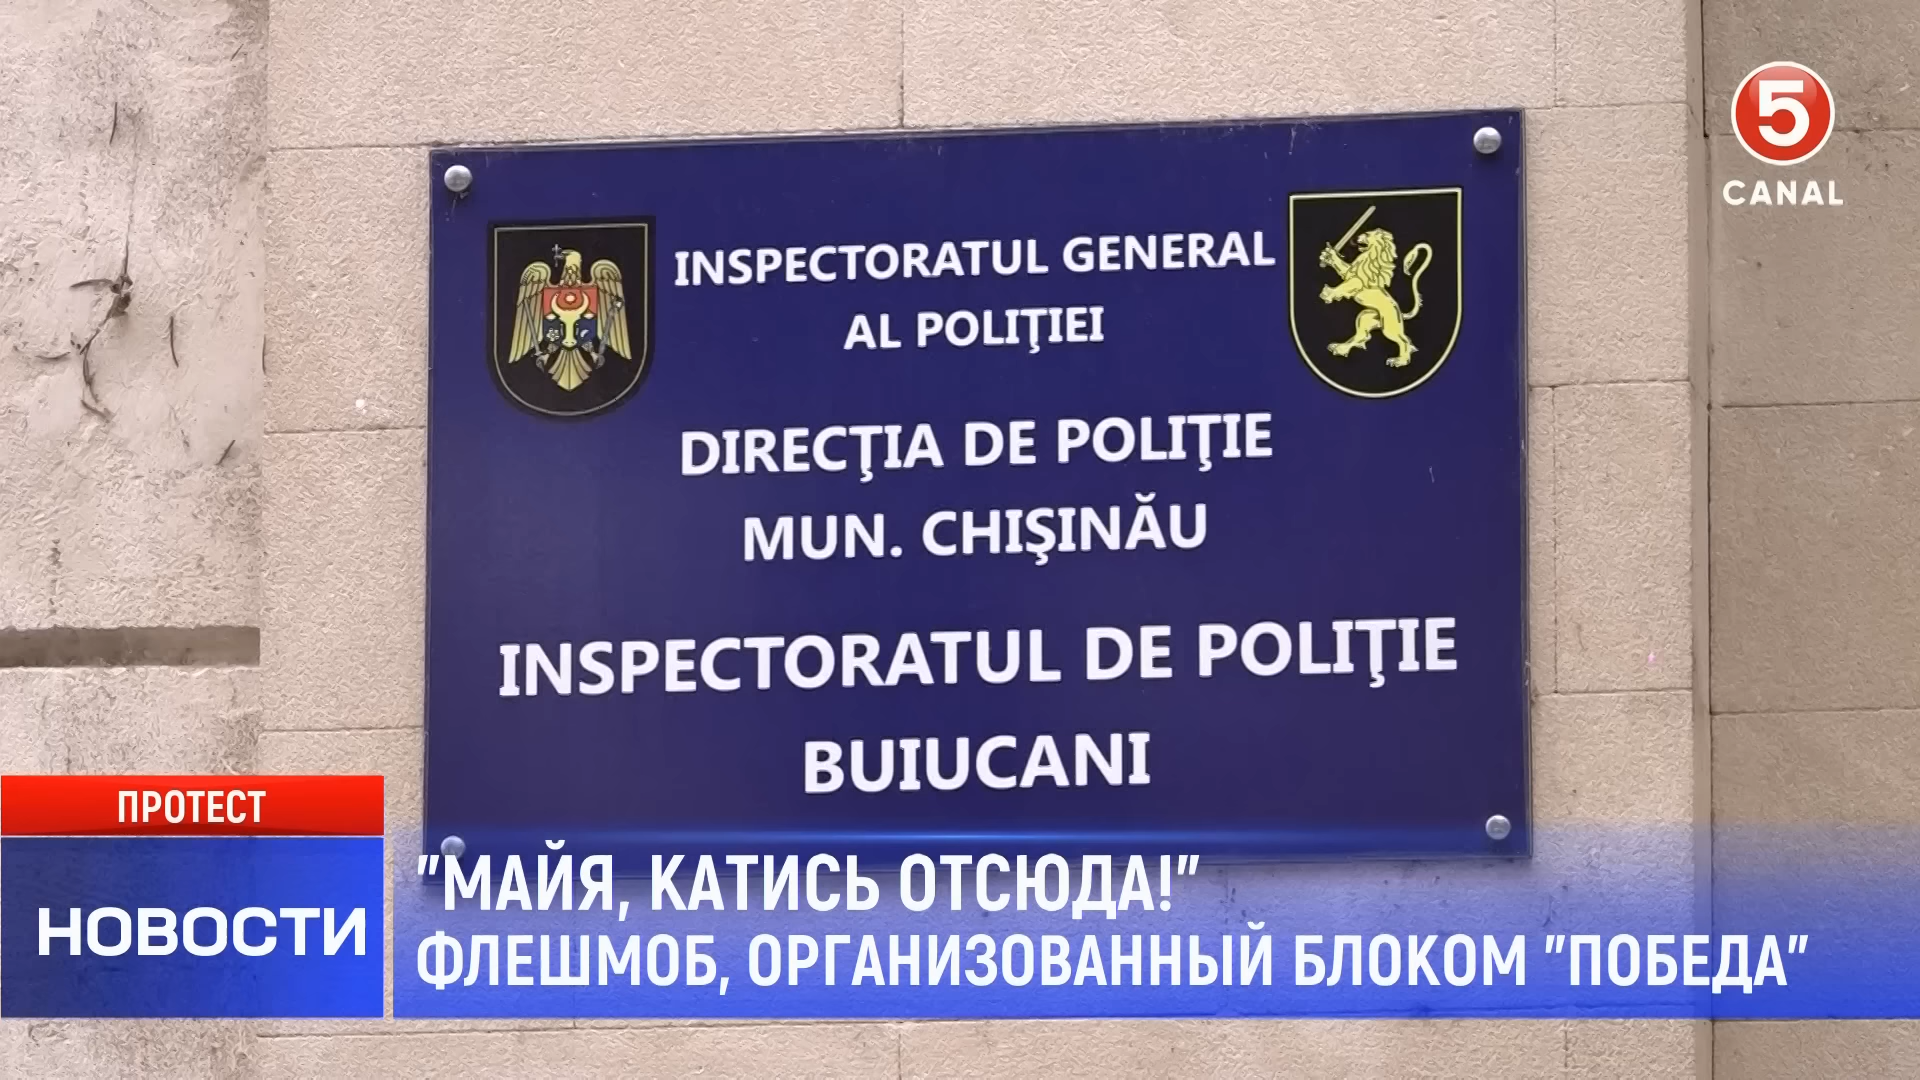 5
CANAL
INSPECTORATUL GENERAL
AL POLIŢIEI
DIRECŢIA DE POLIŢIE
MUN. CHIŞINĂU
INSPECTORATUL DE POLIŢIE
BUIUCANI
ПРОТЕСТ
НОВОСТИ
"МАЙЯ, КАТИСЬ ОТСЮДА!"
ФЛЕШМОБ, ОРГАНИЗОВАННЫЙ БЛОКОМ "ПОБЕДА"